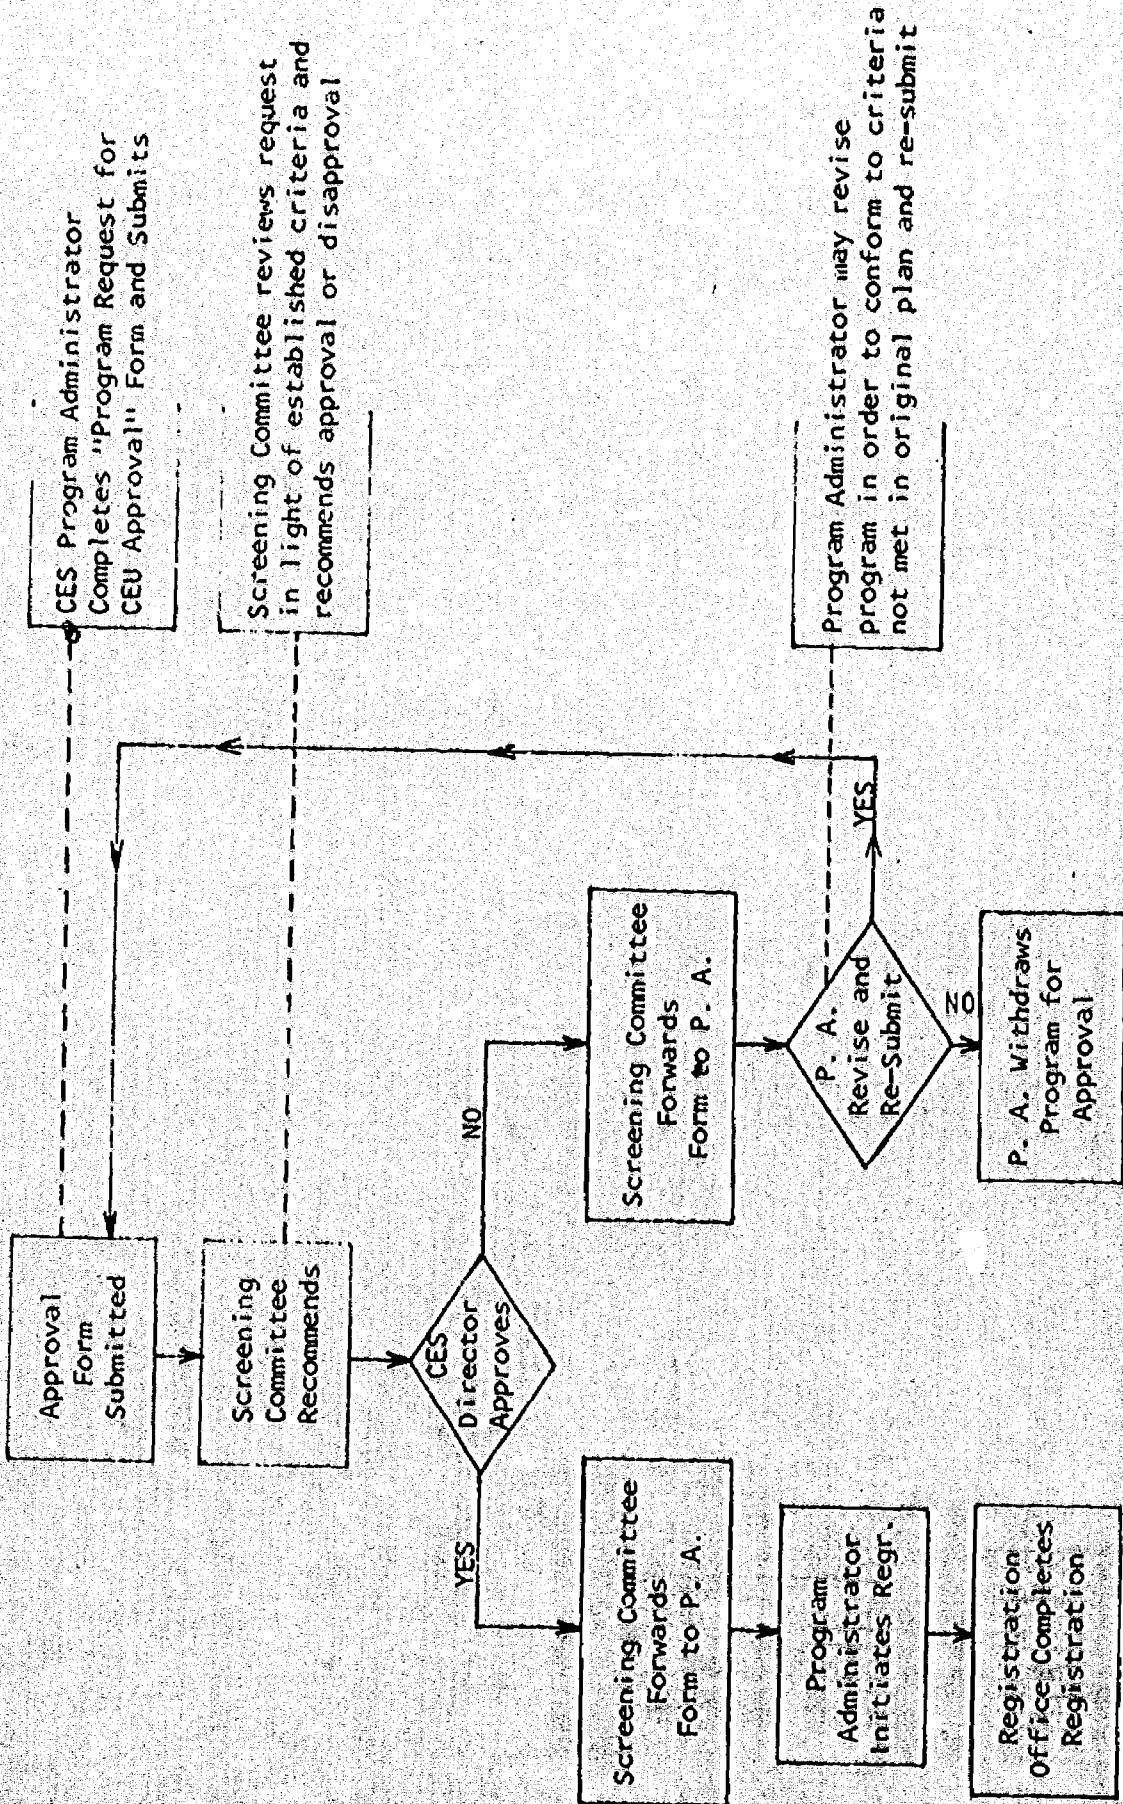 Approval
Form
Submitted
CES Program Administrator
Completes "Program Request for
CEU Approval" Form and Submits
Screening
Committee
Recommends
Screening Committee reviews request
in light of established criteria and
recommends approval or disapproval
CES
Director
Approves
YES
NO
Screening Committee
Forwards
Form to P. A.
Screening Committee
Forwards
Form to P. A.
Program
Administrator
Initiates Regr.
P. A.
Revise and
Re-Submit
YES
NO
Program Administrator may revise
program in order to conform to criteria
not met in original plan and re-submit
Registration
Office Completes
Registration
P. A. Withdraws
Program for
Approval